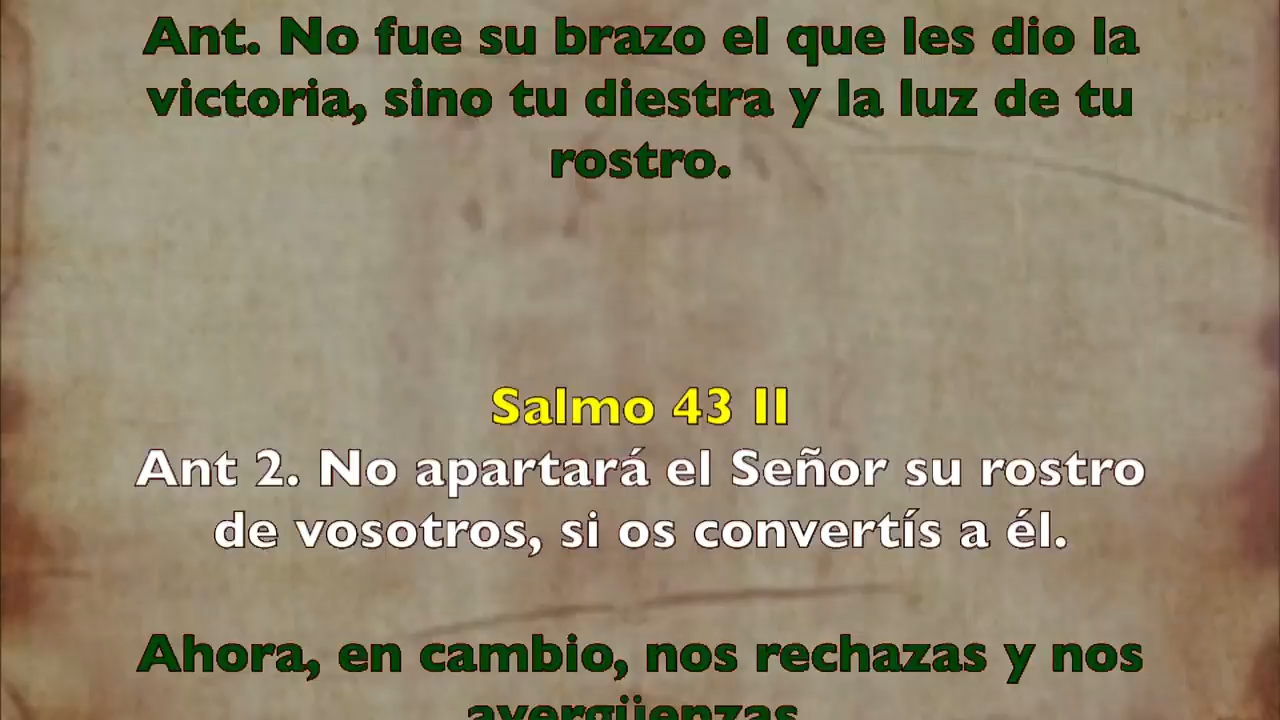 Ant. No fue su brazo el que les dio la
victoria, sino tu diestra y la luz de tu
rostro.
Salmo 43 II
Ant 2. No apartará el Señor su rostro
de vosotros, si os convertís a él.
Ahora, en cambio, nos rechazas y nos
avergüenzas